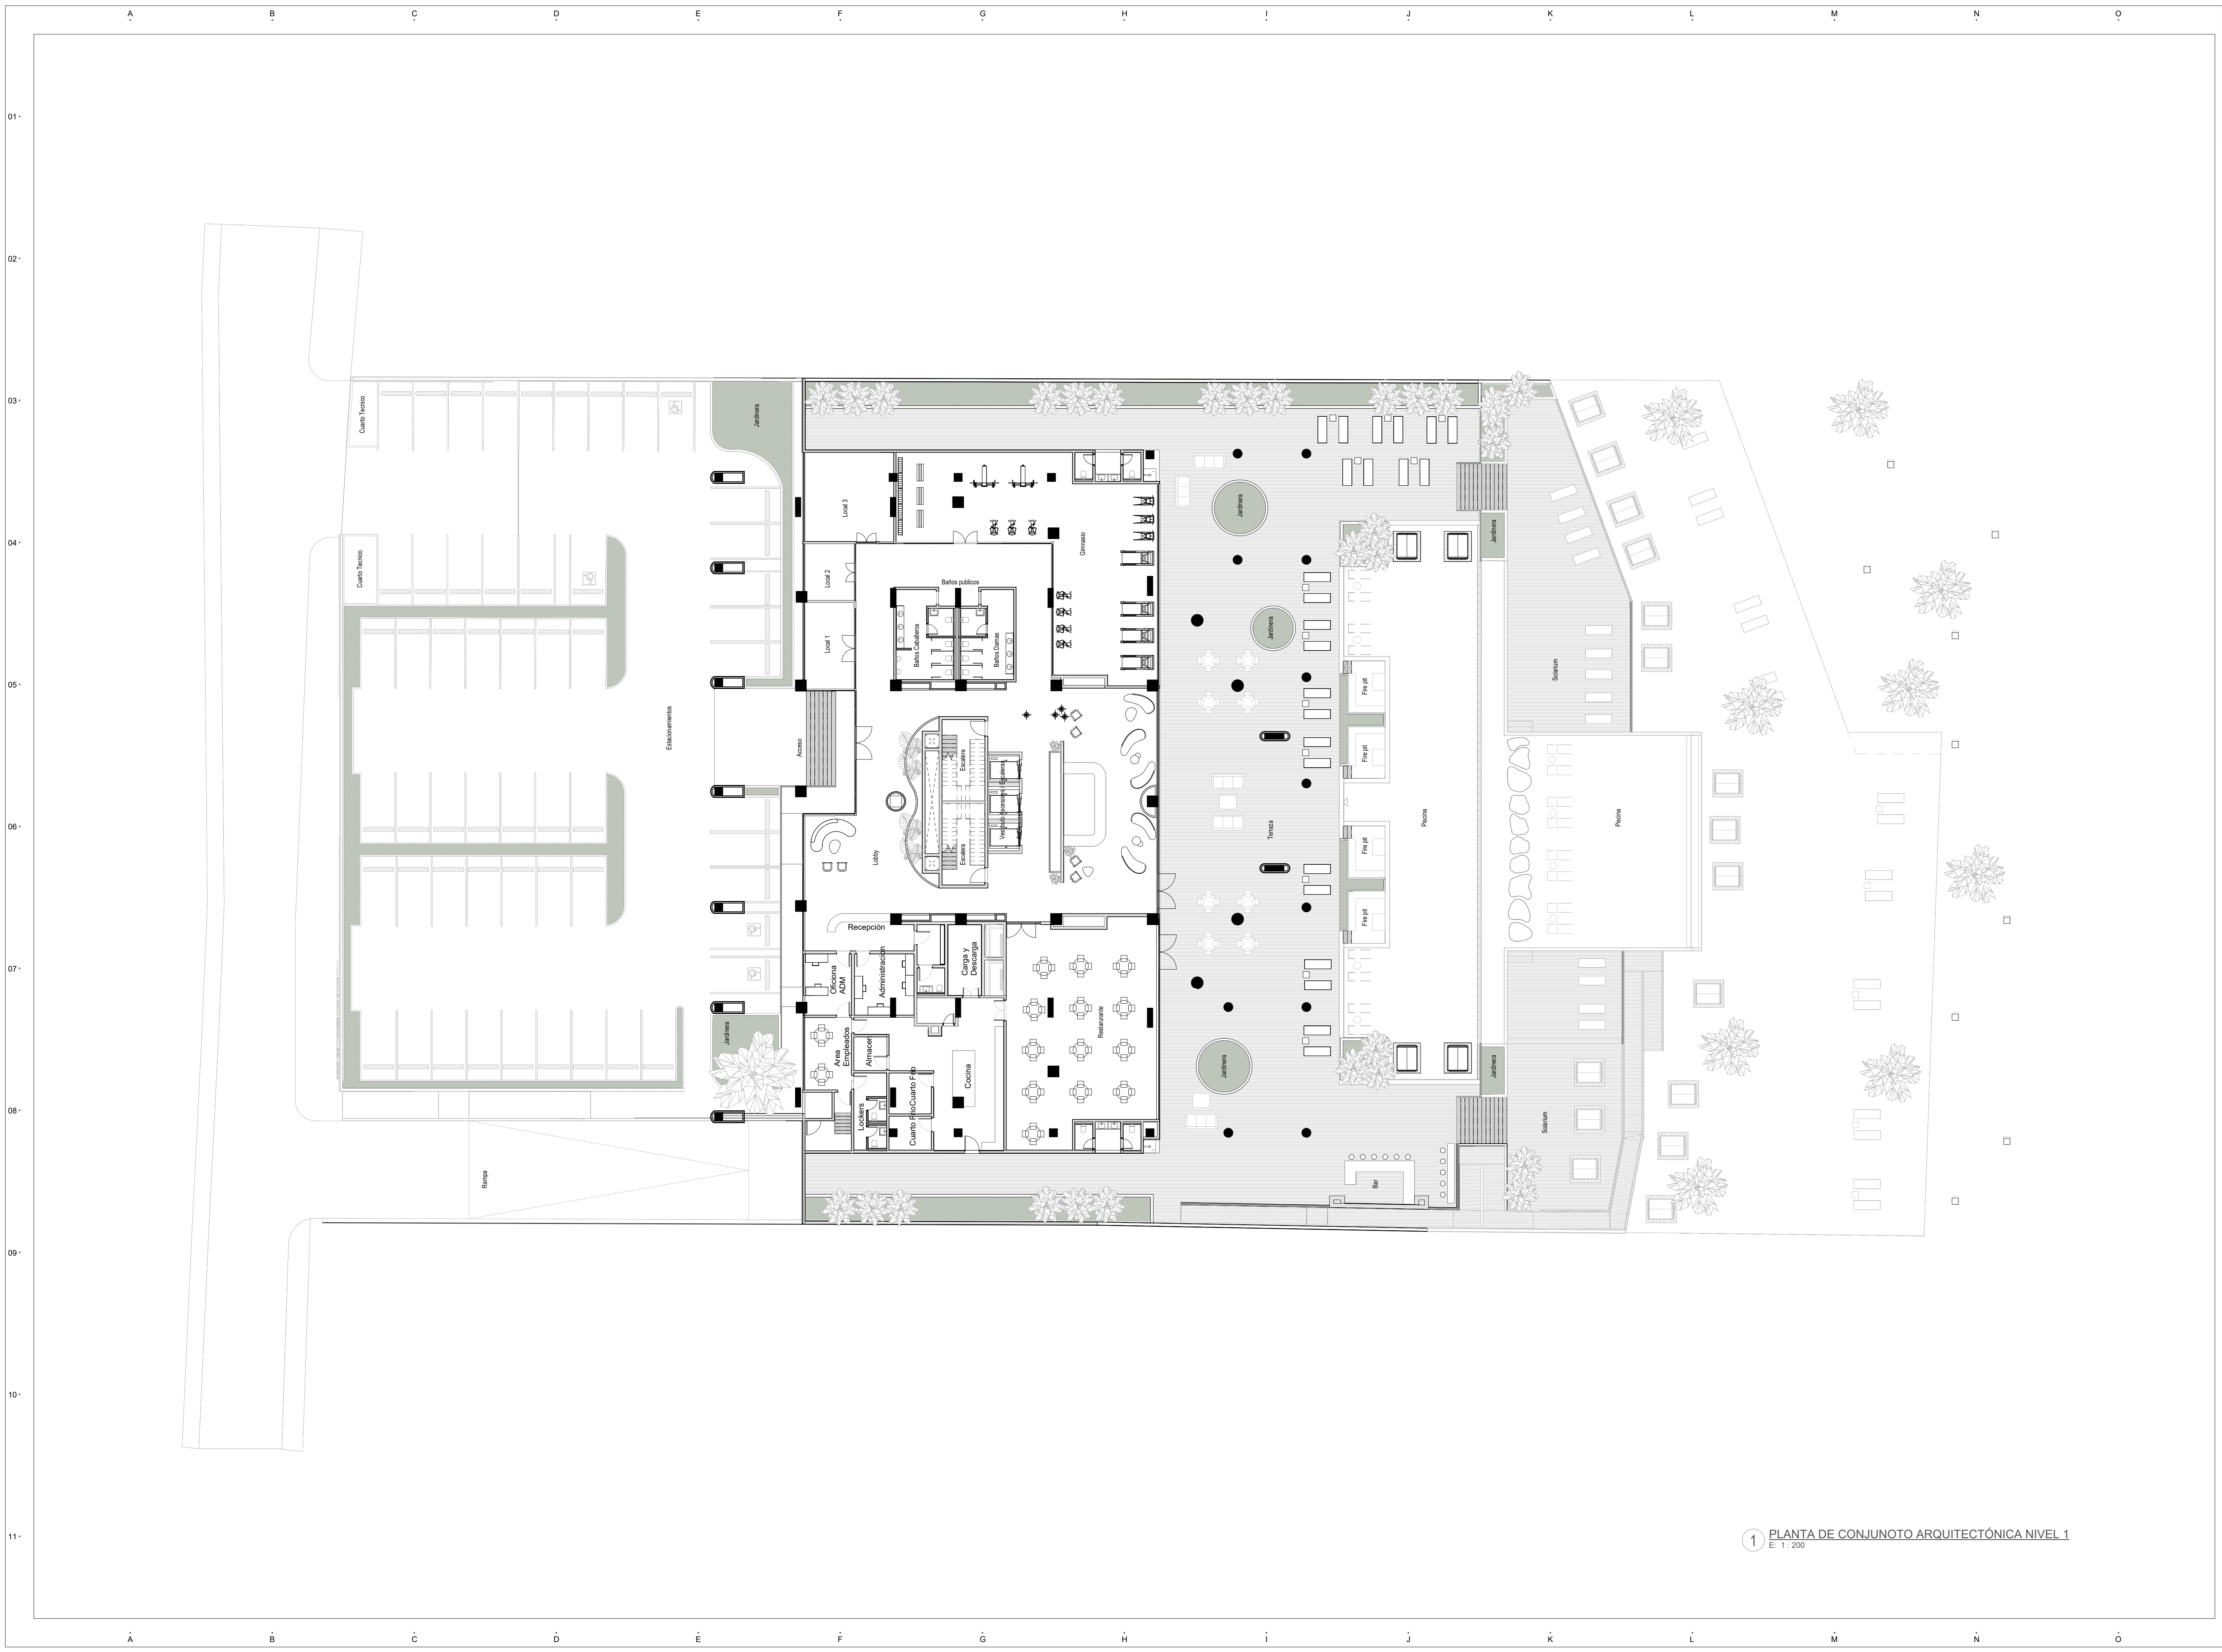 A B C D E F G H I J K L M N O
01
02
03
04
05
06
07
08
09
10
11
Cuarto Tecnico
Jardinera
Local 3
Gimnasio
Jardinera
Jardinera
Cuarto Tecnico
Local 2
Baños publicos
Local 1
Baños Caballeros
Baños Damas
Jardinera
Solarium
Fire pit
Estacionamientos
Acceso
Escalera
Fire pit
Lobby
Escalera
Terraza
Fire pit
Piscina
Piscina
Recepción
Fire pit
Oficiona
ADM
Administracion
Carga y
Descarga
Restarurante
Jardinera
Area
Empleados
Almacen
Cocina
Cuarto Frio
Cuarto Frio
Lockers
Jardinera
Jardinera
Solarium
Rampa
Bar
1 PLANTA DE CONJUNOTO ARQUITECTÓNICA NIVEL 1
E: 1 : 200
A B C D E F G H I J K L M N O